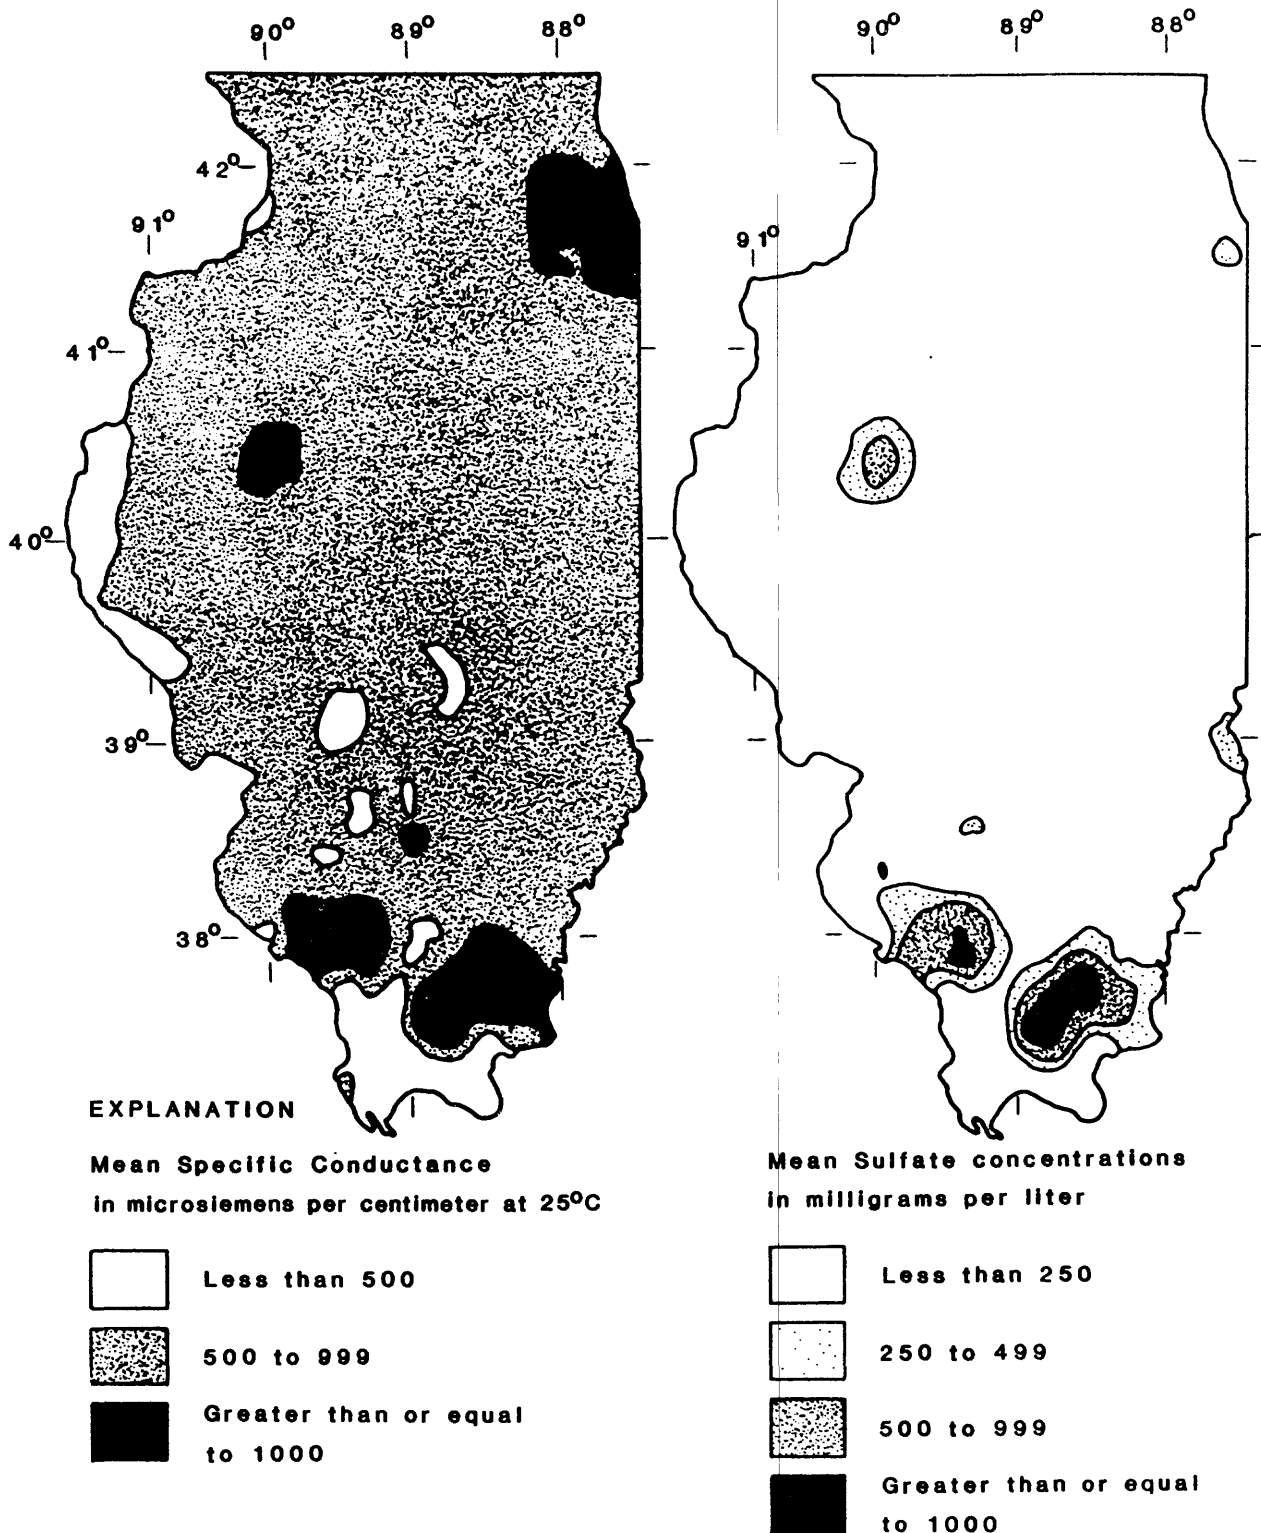 90° 89° 88°
42°
91°
41°
40°
39°
38°
EXPLANATION
Mean Specific Conductance
in microsiemens per centimeter at 25°C
Less than 500
500 to 999
Greater than or equal
to 1000
90° 89° 88°
91°
Mean Sulfate concentrations
in milligrams per liter
Less than 250
250 to 499
500 to 999
Greater than or equal
to 1000